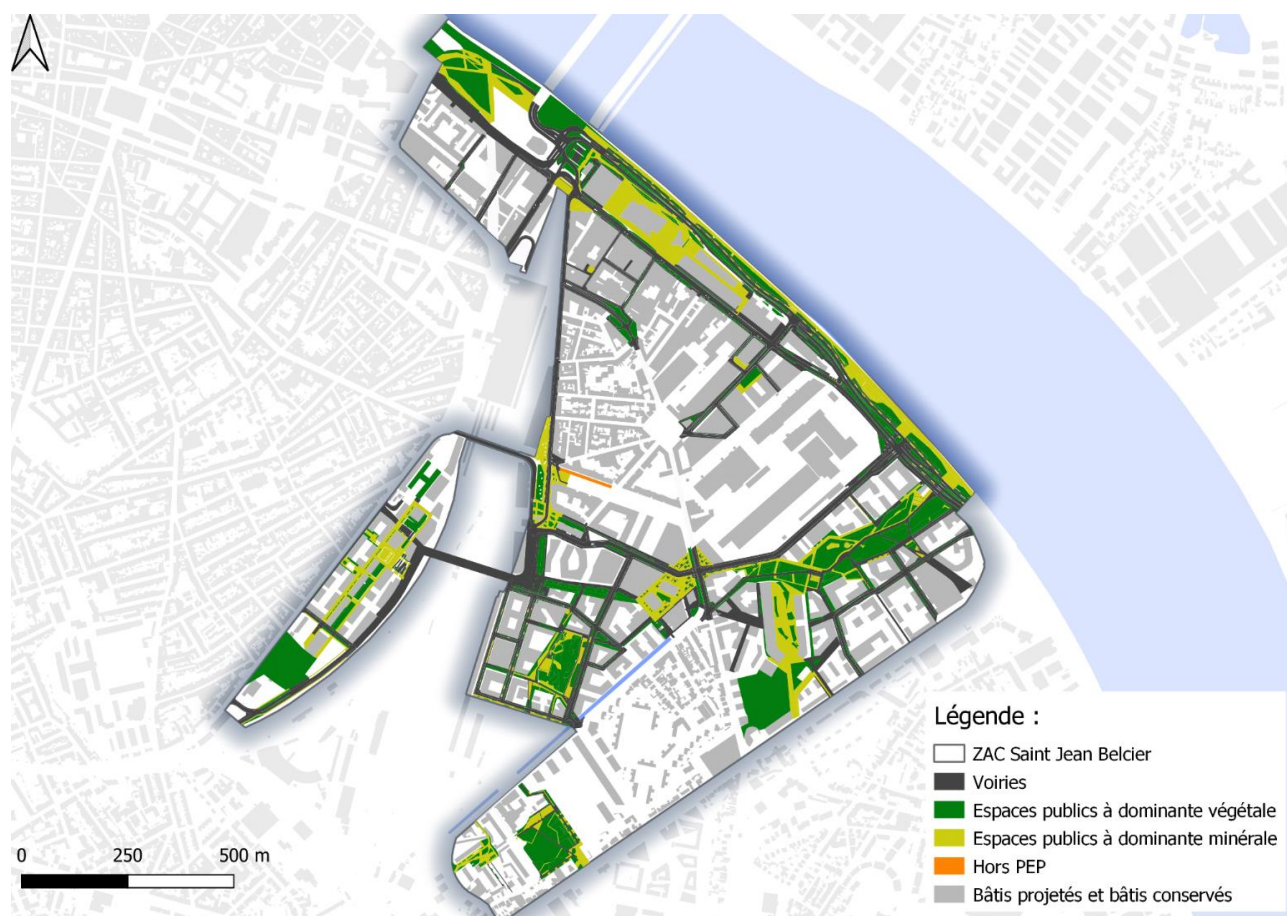 Légende :
ZAC Saint Jean Belcier
Voiries
Espaces publics à dominante végétale
Espaces publics à dominante minérale
Hors PEP
Bâtis projetés et bâtis conservés
0 250 500 m